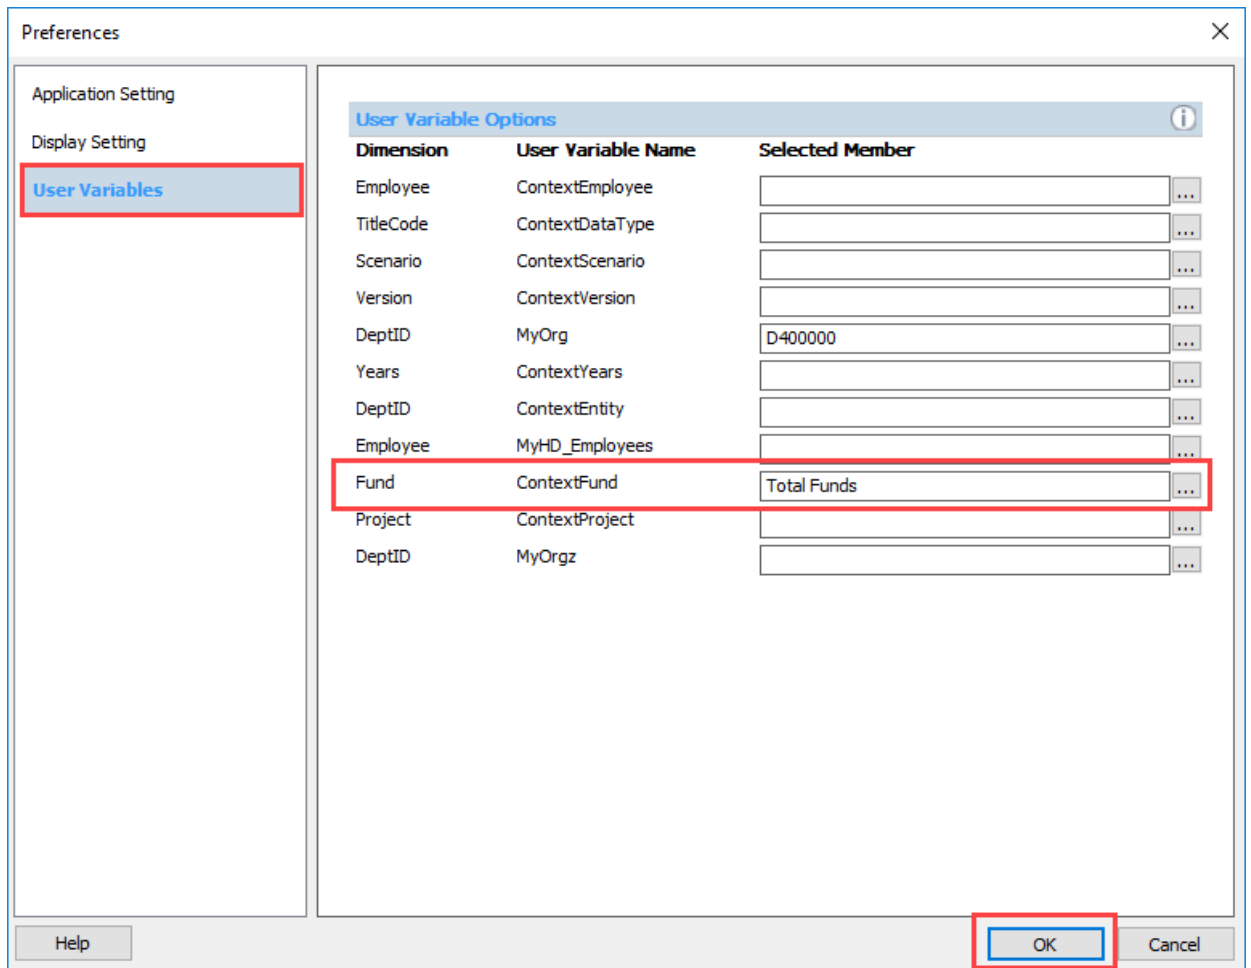 Preferences
Application Setting
Display Setting
User Variables
User Variable Options
Dimension User Variable Name Selected Member
Employee ContextEmployee ...
TitleCode ContextDataType ...
Scenario ContextScenario ...
Version ContextVersion ...
DeptID MyOrg D400000 ...
Years ContextYears ...
DeptID ContextEntity ...
Employee MyHD_Employees ...
Fund ContextFund Total Funds ...
Project ContextProject ...
DeptID MyOrgz ...
Help OK Cancel